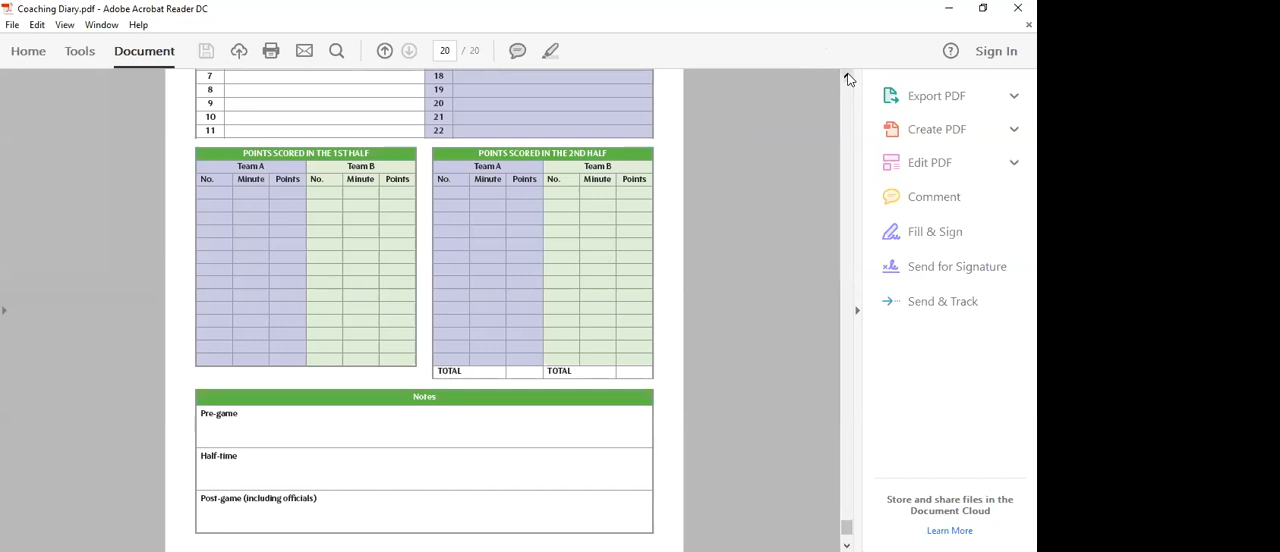 Coaching Diary.pdf - Adobe Acrobat Reader DC
File Edit View Window Help
Home Tools Document 20 / 20 Sign In
7 18
8 19
9 20
10 21
11 22
POINTS SCORED IN THE 1ST HALF POINTS SCORED IN THE 2ND HALF
Team A Team B Team A Team B
No. Minute Points No. Minute Points No. Minute Points No. Minute Points
TOTAL TOTAL
Notes
Pre-game
Half-time
Post-game (including officials)
Export PDF
Create PDF
Edit PDF
Comment
Fill & Sign
Send for Signature
Send & Track
Store and share files in the
Document Cloud
Learn More